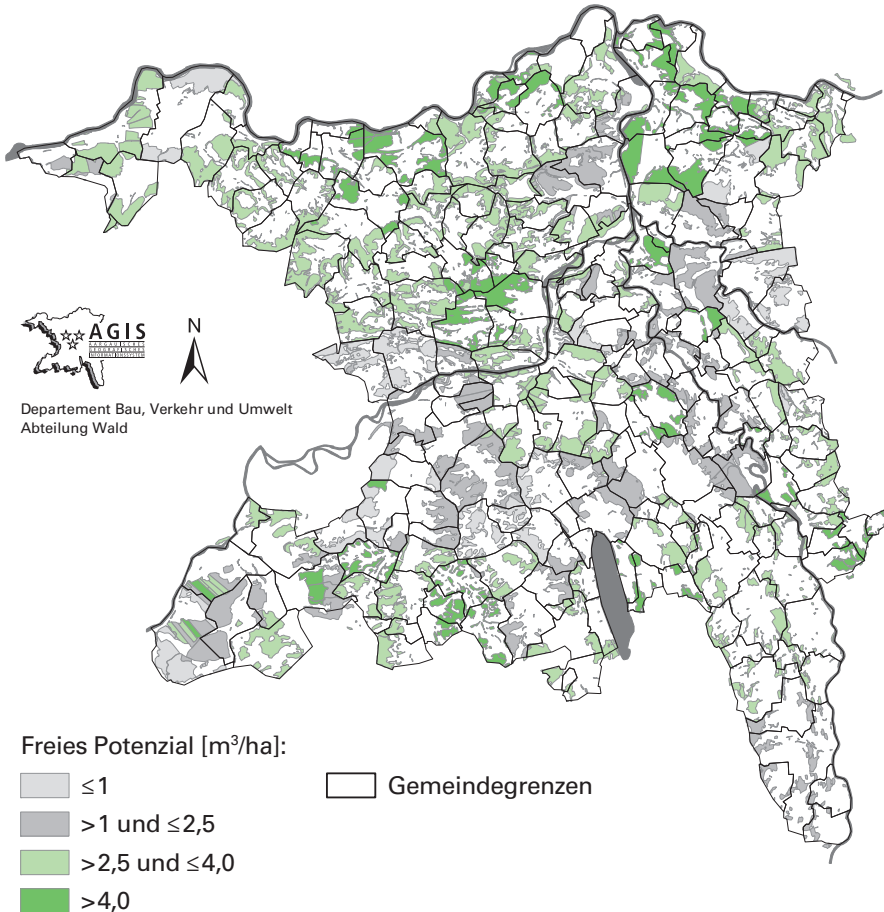 AGIS
N
Departement Bau, Verkehr und Umwelt
Abteilung Wald
Freies Potenzial [m³/ha]:
≤1
>1 und ≤2,5
>2,5 und ≤4,0
>4,0
Gemeindegrenzen